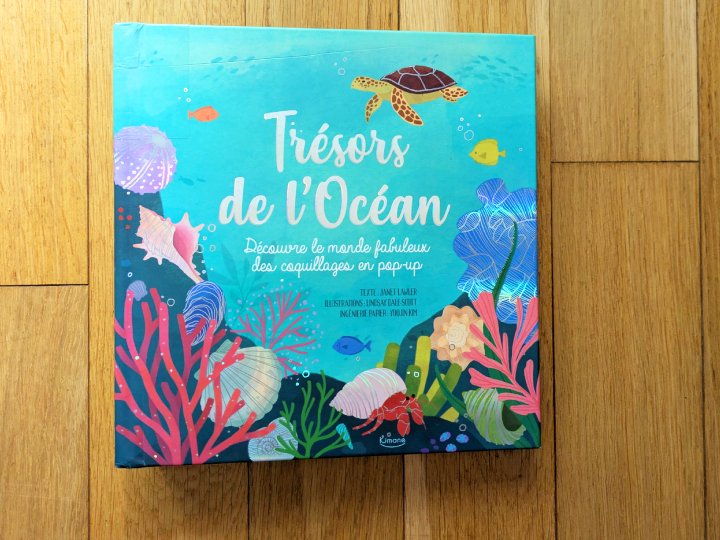 Trésors
de l'Océan
Découvre le monde fabuleux
des coquillages en pop-up
TEXTE : JANET LAWLER
ILLUSTRATIONS : LINDSAY DALE SCOTT
INGÉNIERIE PAPIER : YOOJIN KIM
Kimane